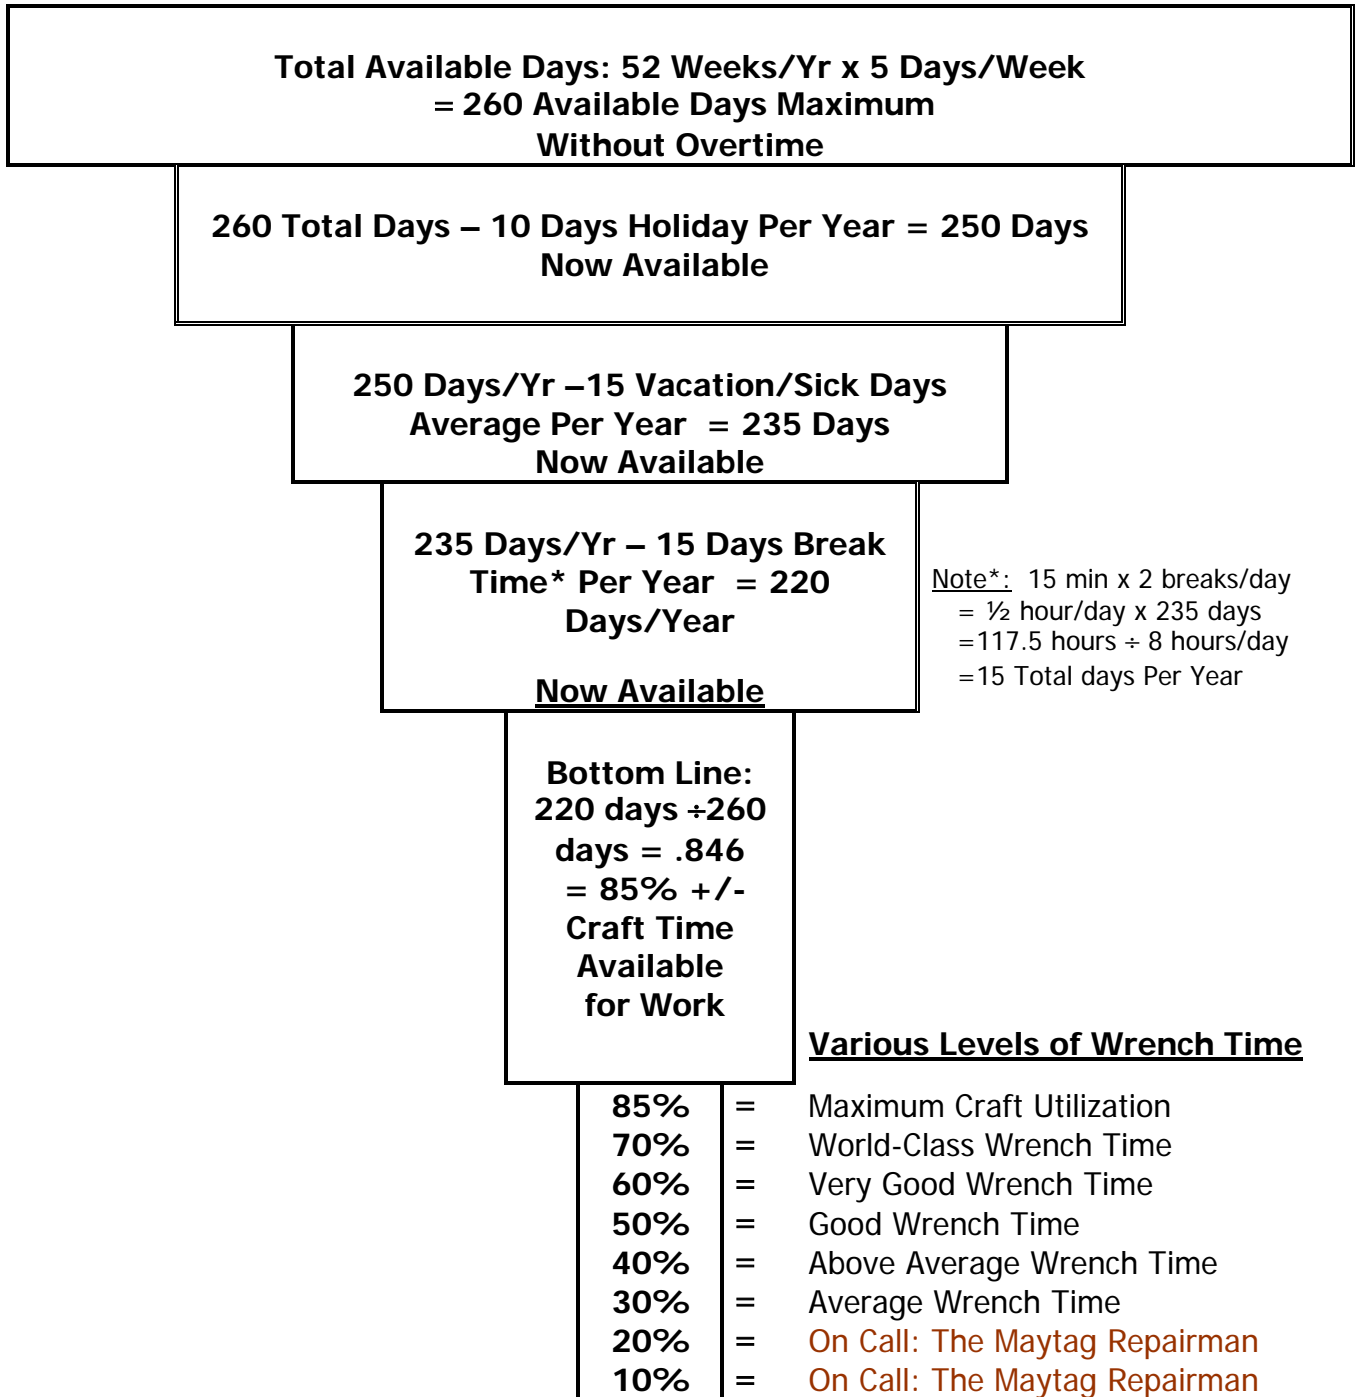 Total Available Days: 52 Weeks/Yr x 5 Days/Week
= 260 Available Days Maximum
Without Overtime
260 Total Days – 10 Days Holiday Per Year = 250 Days
Now Available
250 Days/Yr –15 Vacation/Sick Days
Average Per Year = 235 Days
Now Available
235 Days/Yr – 15 Days Break
Time* Per Year = 220
Days/Year
Now Available
Note*: 15 min x 2 breaks/day
= ½ hour/day x 235 days
=117.5 hours ÷ 8 hours/day
=15 Total days Per Year
Bottom Line:
220 days ÷260
days = .846
= 85% +/-
Craft Time
Available
for Work
Various Levels of Wrench Time
85% = Maximum Craft Utilization
70% = World-Class Wrench Time
60% = Very Good Wrench Time
50% = Good Wrench Time
40% = Above Average Wrench Time
30% = Average Wrench Time
20% = On Call: The Maytag Repairman
10% = On Call: The Maytag Repairman